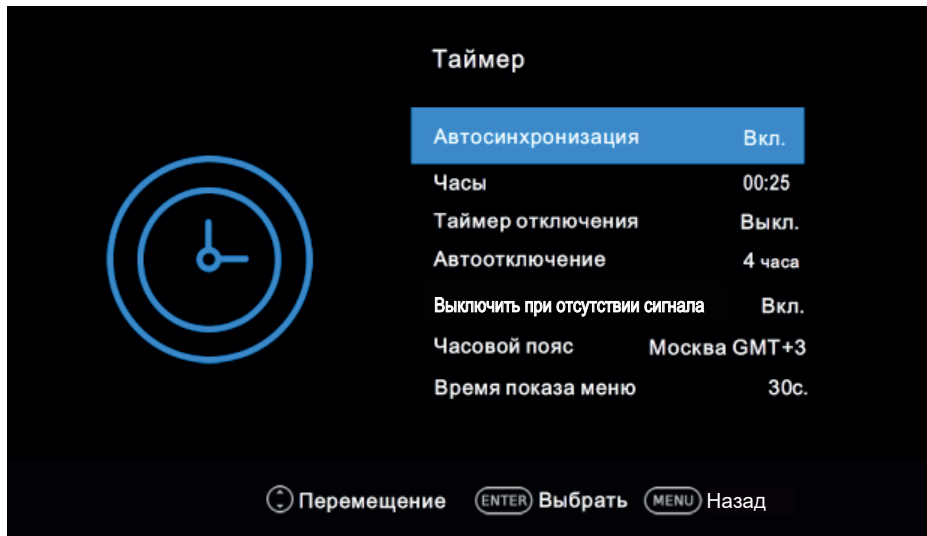 Таймер
Автосинхронизация Вкл.
Часы 00:25
Таймер отключения Выкл.
Автоотключение 4 часа
Выключить при отсутствии сигнала Вкл.
Часовой пояс Москва GMT+3
Время показа меню 30с.
Перемещение ENTER Выбрать MENU Назад